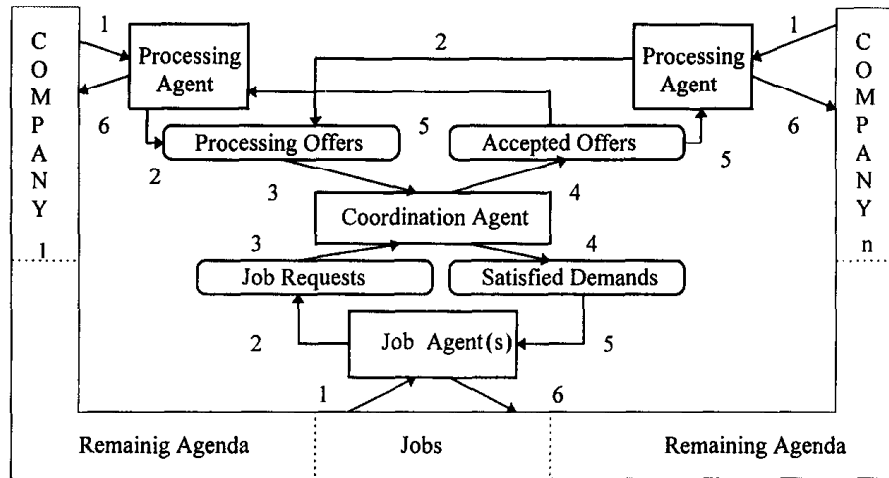 COMPANY 1
1
Processing Agent
6
2
Processing Offers
2
5
Accepted Offers
Processing Agent
1
6
5
COMPANY n
3
4
Coordination Agent
3
4
Job Requests
Satisfied Demands
2
Job Agent(s)
5
1
6
Remainig Agenda
Jobs
Remaining Agenda